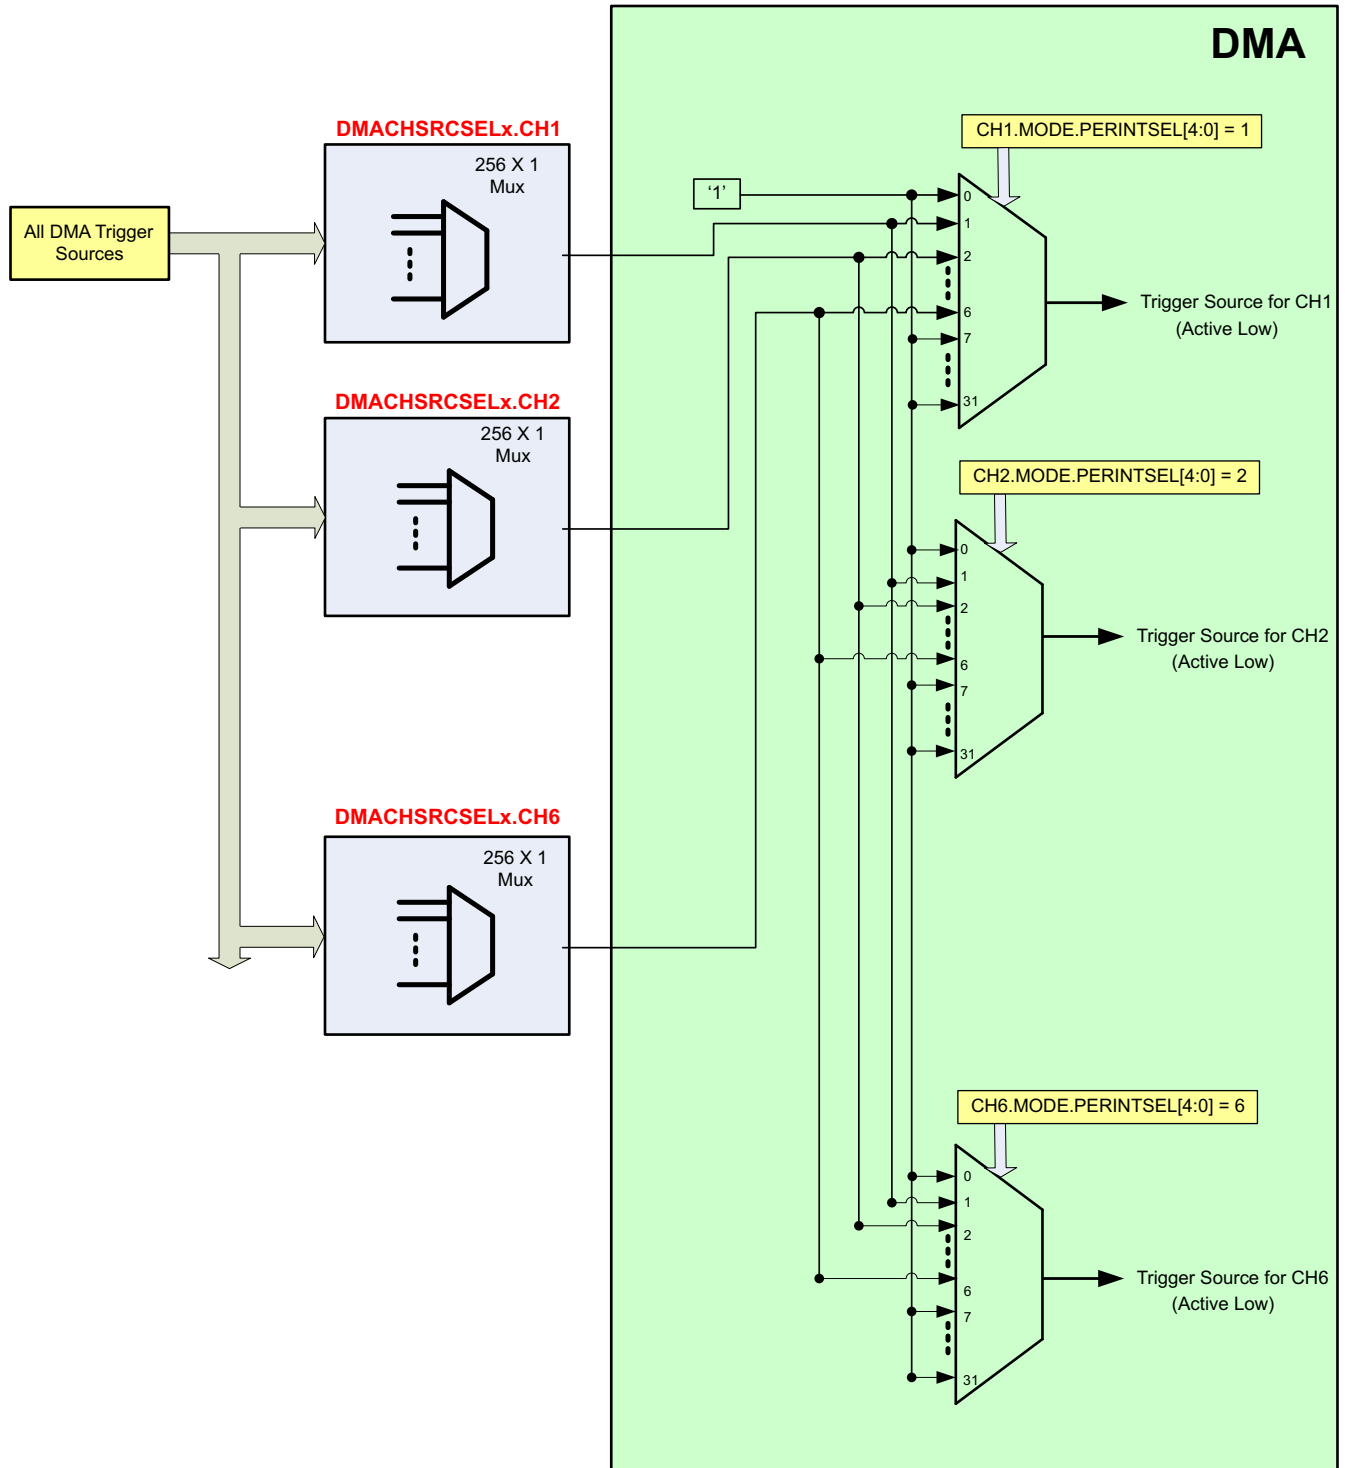 DMA
DMACHSRCSELx.CH1
256 X 1
Mux
All DMA Trigger
Sources
CH1.MODE.PERINTSEL[4:0] = 1
‘1’
0
1
2
6
7
31
Trigger Source for CH1
(Active Low)
DMACHSRCSELx.CH2
256 X 1
Mux
CH2.MODE.PERINTSEL[4:0] = 2
0
1
2
6
7
31
Trigger Source for CH2
(Active Low)
DMACHSRCSELx.CH6
256 X 1
Mux
CH6.MODE.PERINTSEL[4:0] = 6
0
1
2
6
7
31
Trigger Source for CH6
(Active Low)